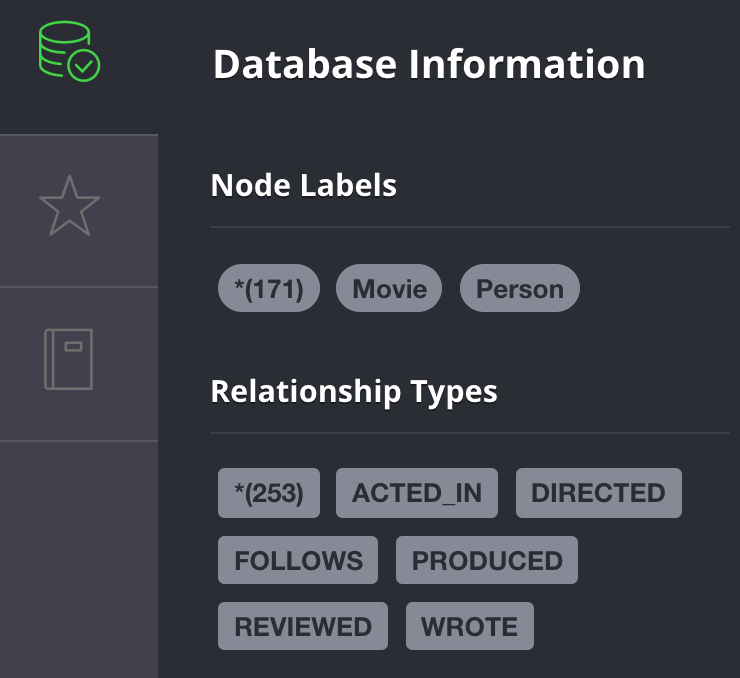 Database Information
Node Labels
*(171) Movie Person
Relationship Types
*(253) ACTED_IN DIRECTED
FOLLOWS PRODUCED
REVIEWED WROTE